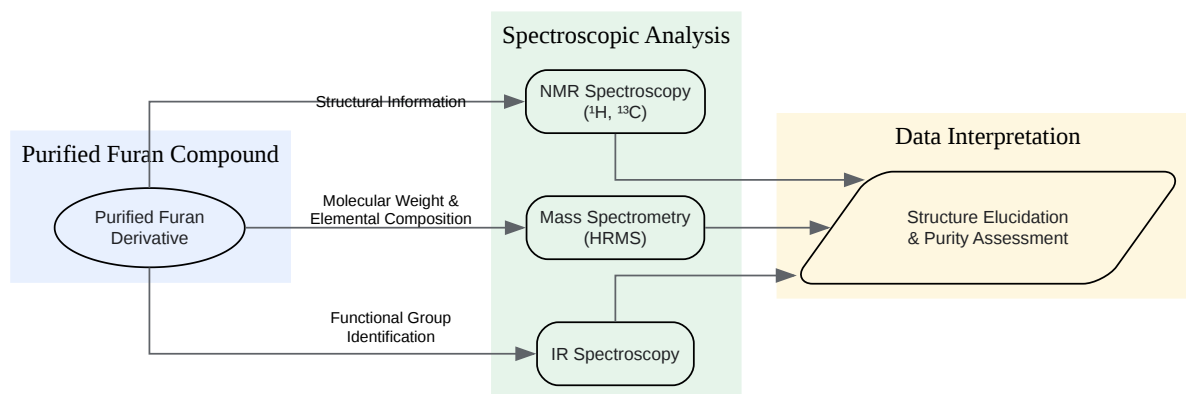 Spectroscopic Analysis
NMR Spectroscopy
(¹H, ¹³C)
Structural Information
Purified Furan Compound
Purified Furan
Derivative
Molecular Weight &
Elemental Composition
Mass Spectrometry
(HRMS)
Functional Group
Identification
IR Spectroscopy
Data Interpretation
Structure Elucidation
& Purity Assessment